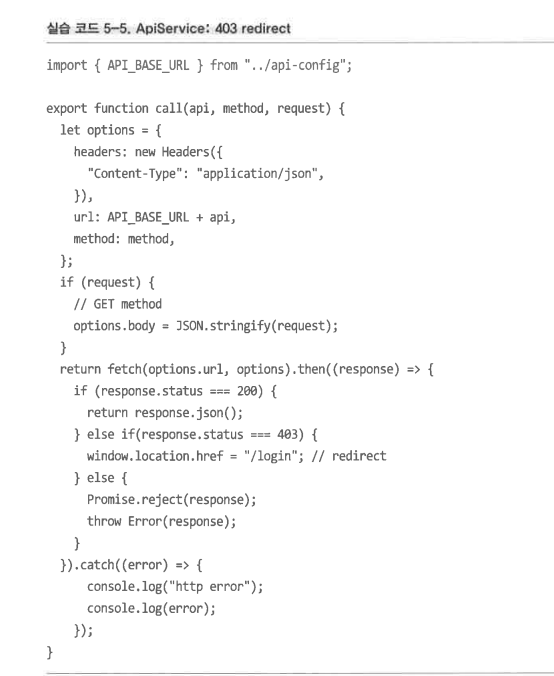 실습 코드 5-5. ApiService: 403 redirect
import { API_BASE_URL } from "../api-config";
export function call(api, method, request) {
  let options = {
    headers: new Headers({
      "Content-Type": "application/json",
    }),
    url: API_BASE_URL + api,
    method: method,
  };
  if (request) {
    // GET method
    options.body = JSON.stringify(request);
  }
  return fetch(options.url, options).then((response) => {
    if (response.status === 200) {
      return response.json();
    } else if(response.status === 403) {
      window.location.href = "/login"; // redirect
    } else {
      Promise.reject(response);
      throw Error(response);
    }
  }).catch((error) => {
      console.log("http error");
      console.log(error);
    });
}